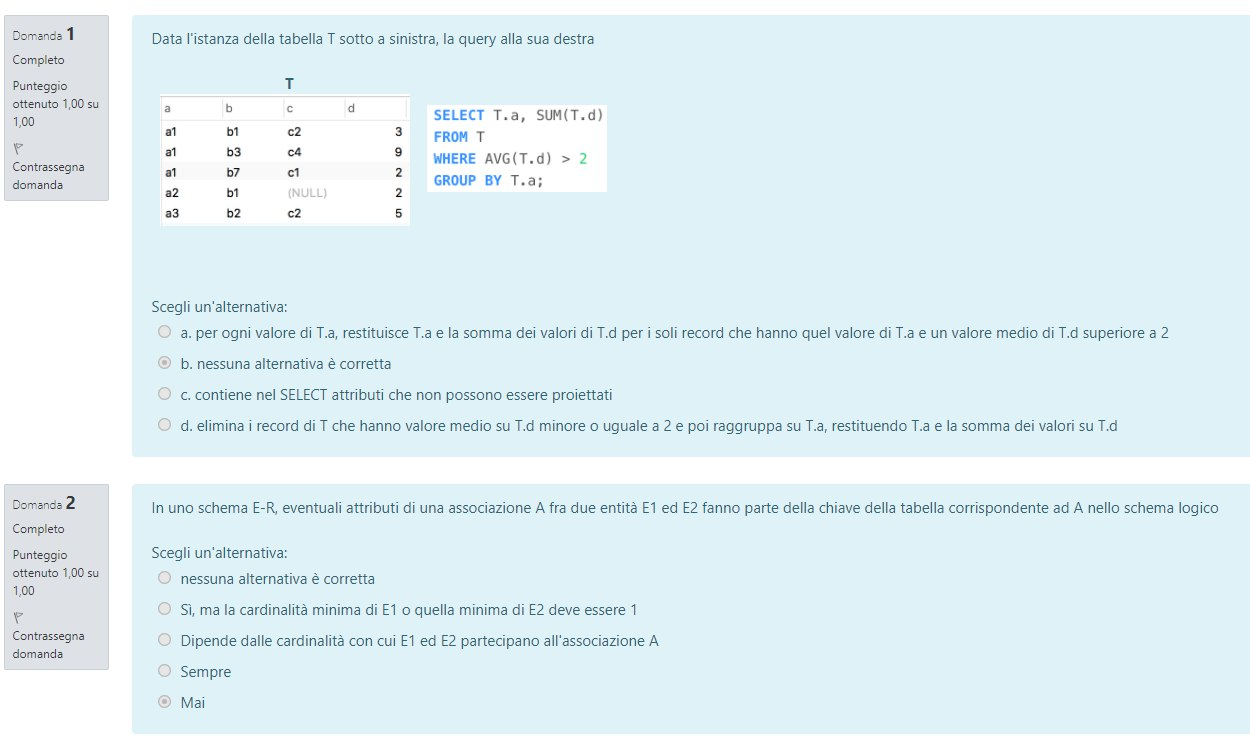 Domanda 1
Completo
Punteggio
ottenuto 1,00 su
1,00
Contrassegna
domanda
Data l'istanza della tabella T sotto a sinistra, la query alla sua destra
T
a b c d
a1 b1 c2 3
a1 b3 c4 9
a1 b7 c1 2
a2 b1 (NULL) 2
a3 b2 c2 5
SELECT T.a, SUM(T.d)
FROM T
WHERE AVG(T.d) > 2
GROUP BY T.a;
Scegli un'alternativa:
a. per ogni valore di T.a, restituisce T.a e la somma dei valori di T.d per i soli record che hanno quel valore di T.a e un valore medio di T.d superiore a 2
b. nessuna alternativa è corretta
c. contiene nel SELECT attributi che non possono essere proiettati
d. elimina i record di T che hanno valore medio su T.d minore o uguale a 2 e poi raggruppa su T.a, restituendo T.a e la somma dei valori su T.d
Domanda 2
Completo
Punteggio
ottenuto 1,00 su
1,00
Contrassegna
domanda
In uno schema E-R, eventuali attributi di una associazione A fra due entità E1 ed E2 fanno parte della chiave della tabella corrispondente ad A nello schema logico
Scegli un'alternativa:
nessuna alternativa è corretta
Sì, ma la cardinalità minima di E1 o quella minima di E2 deve essere 1
Dipende dalle cardinalità con cui E1 ed E2 partecipano all'associazione A
Sempre
Mai